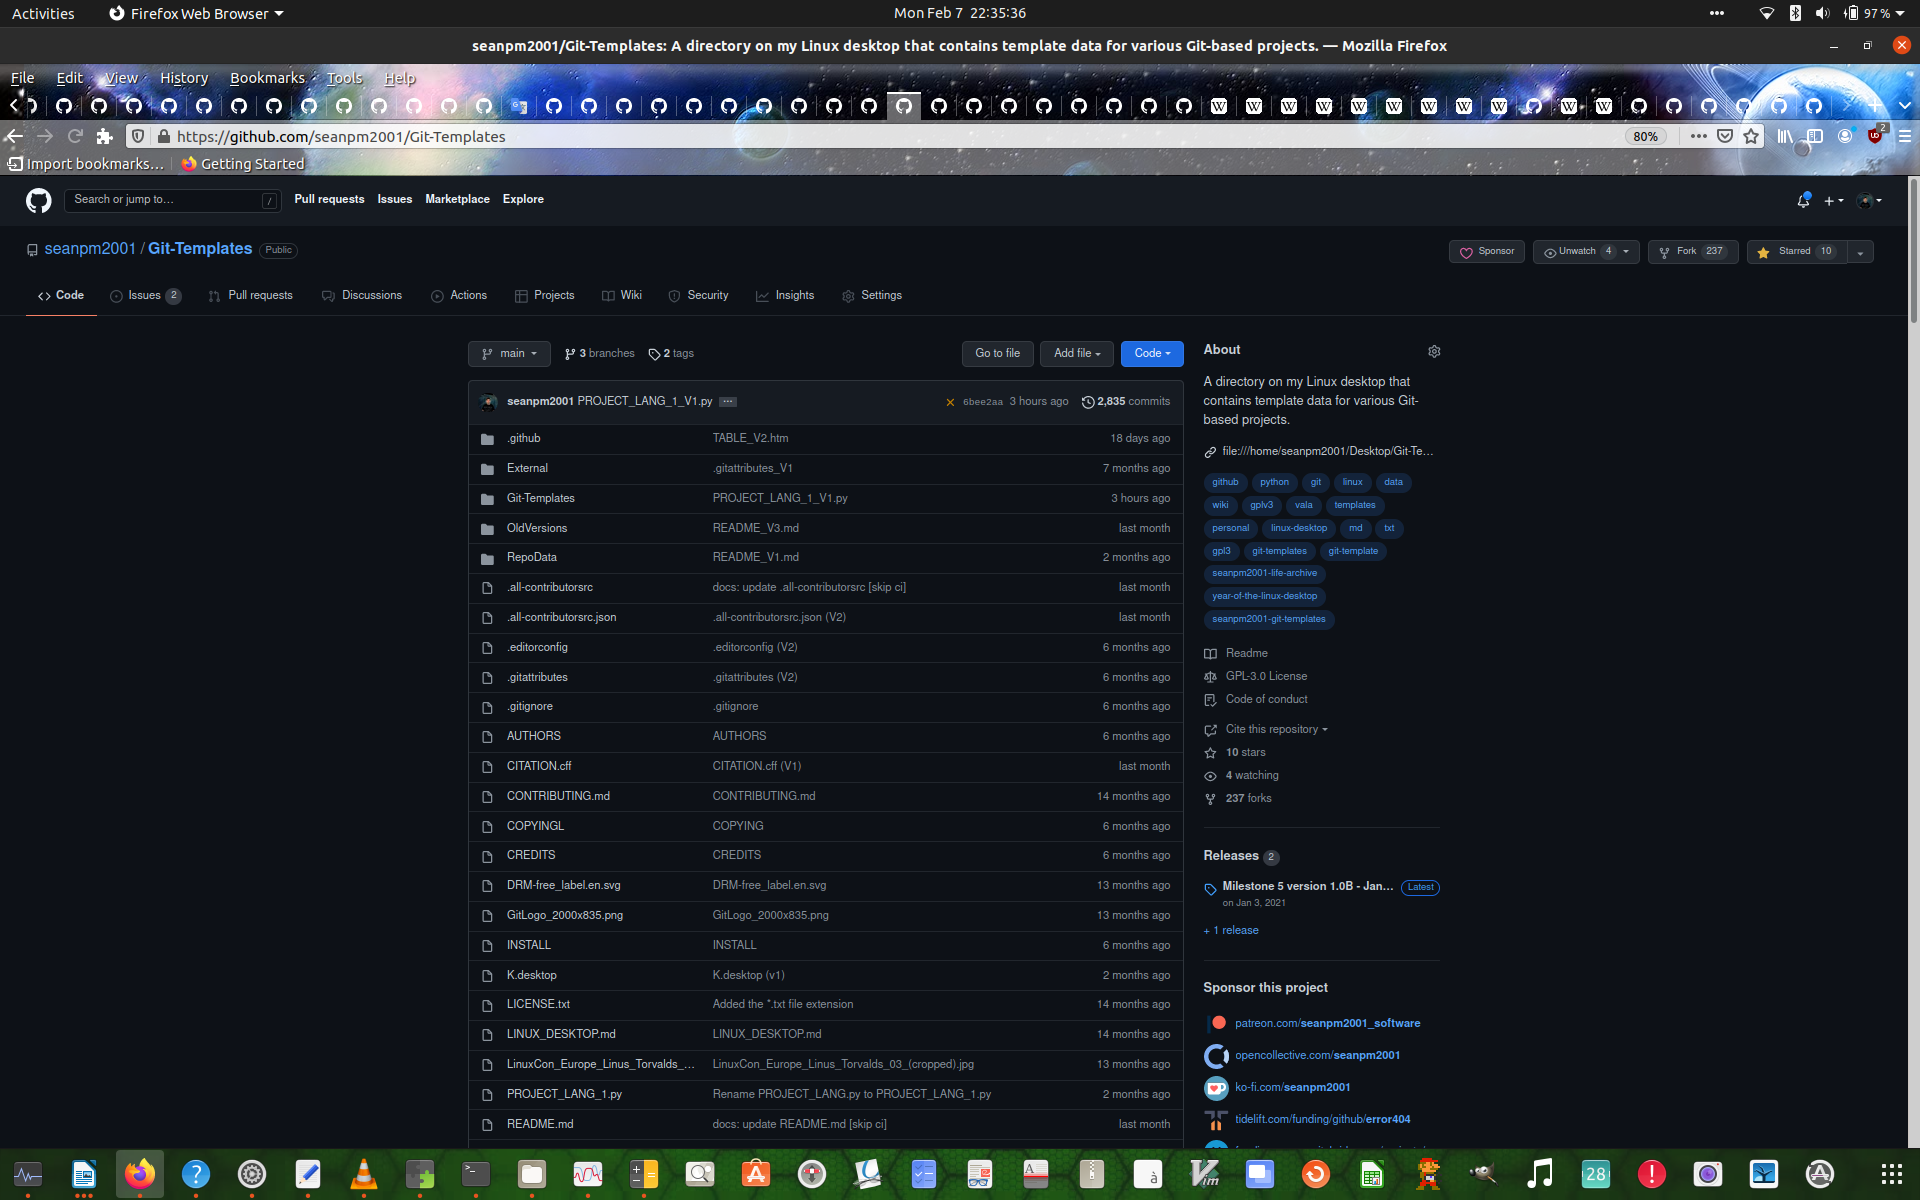 Activities
Firefox Web Browser
Mon Feb 7 22:35:36
97 %
seanpm2001/Git-Templates: A directory on my Linux desktop that contains template data for various Git-based projects. — Mozilla Firefox
File Edit View History Bookmarks Tools Help
https://github.com/seanpm2001/Git-Templates
80%
2
Import bookmarks… Getting Started
Search or jump to… /
Pull requests Issues Marketplace Explore
seanpm2001 / Git-Templates Public
Sponsor Unwatch 4 Fork 237 Starred 10
Code Issues 2 Pull requests Discussions Actions Projects Wiki Security Insights Settings
main 3 branches 2 tags Go to file Add file Code
seanpm2001 PROJECT_LANG_1_V1.py ··· 6bee2aa 3 hours ago 2,835 commits
.github TABLE_V2.htm 18 days ago
External .gitattributes_V1 7 months ago
Git-Templates PROJECT_LANG_1_V1.py 3 hours ago
OldVersions README_V3.md last month
RepoData README_V1.md 2 months ago
.all-contributorsrc docs: update .all-contributorsrc [skip ci] last month
.all-contributorsrc.json .all-contributorsrc.json (V2) last month
.editorconfig .editorconfig (V2) 6 months ago
.gitattributes .gitattributes (V2) 6 months ago
.gitignore .gitignore 6 months ago
AUTHORS AUTHORS 6 months ago
CITATION.cff CITATION.cff (V1) last month
CONTRIBUTING.md CONTRIBUTING.md 14 months ago
COPYINGL COPYING 6 months ago
CREDITS CREDITS 6 months ago
DRM-free_label.en.svg DRM-free_label.en.svg 13 months ago
GitLogo_2000x835.png GitLogo_2000x835.png 13 months ago
INSTALL INSTALL 6 months ago
K.desktop K.desktop (v1) 2 months ago
LICENSE.txt Added the *.txt file extension 14 months ago
LINUX_DESKTOP.md LINUX_DESKTOP.md 14 months ago
LinuxCon_Europe_Linus_Torvalds_... LinuxCon_Europe_Linus_Torvalds_03_(cropped).jpg 13 months ago
PROJECT_LANG_1.py Rename PROJECT_LANG.py to PROJECT_LANG_1.py 2 months ago
README.md docs: update README.md [skip ci] last month
About
A directory on my Linux desktop that
contains template data for various Git-
based projects.
file:///home/seanpm2001/Desktop/Git-Te…
github python git linux data
wiki gplv3 vala templates
personal linux-desktop md txt
gpl3 git-templates git-template
seanpm2001-life-archive
year-of-the-linux-desktop
seanpm2001-git-templates
Readme
GPL-3.0 License
Code of conduct
Cite this repository
10 stars
4 watching
237 forks
Releases 2
Milestone 5 version 1.0B - Jan... Latest
on Jan 3, 2021
+ 1 release
Sponsor this project
patreon.com/seanpm2001_software
opencollective.com/seanpm2001
ko-fi.com/seanpm2001
tidelift.com/funding/github/error404
28